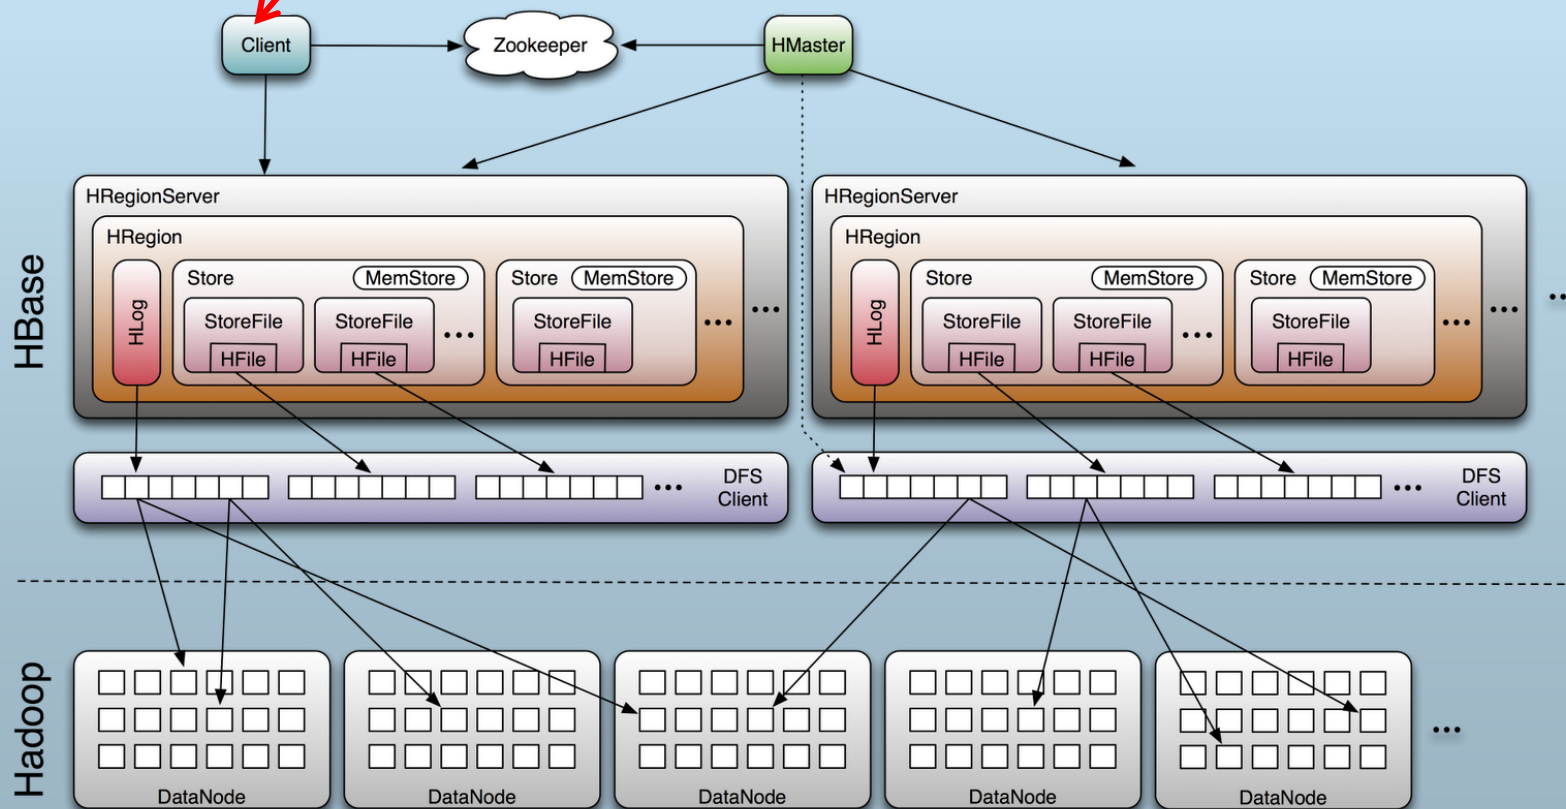 Client
Zookeeper
HMaster
HBase
HRegionServer
HRegion
HLog
Store
MemStore
StoreFile
HFile
StoreFile
HFile
...
Store
MemStore
StoreFile
HFile
...
...
HRegionServer
HRegion
HLog
Store
MemStore
StoreFile
HFile
StoreFile
HFile
...
Store
MemStore
StoreFile
HFile
...
...
...
...
DFS
Client
...
DFS
Client
Hadoop
DataNode
DataNode
DataNode
DataNode
DataNode
...